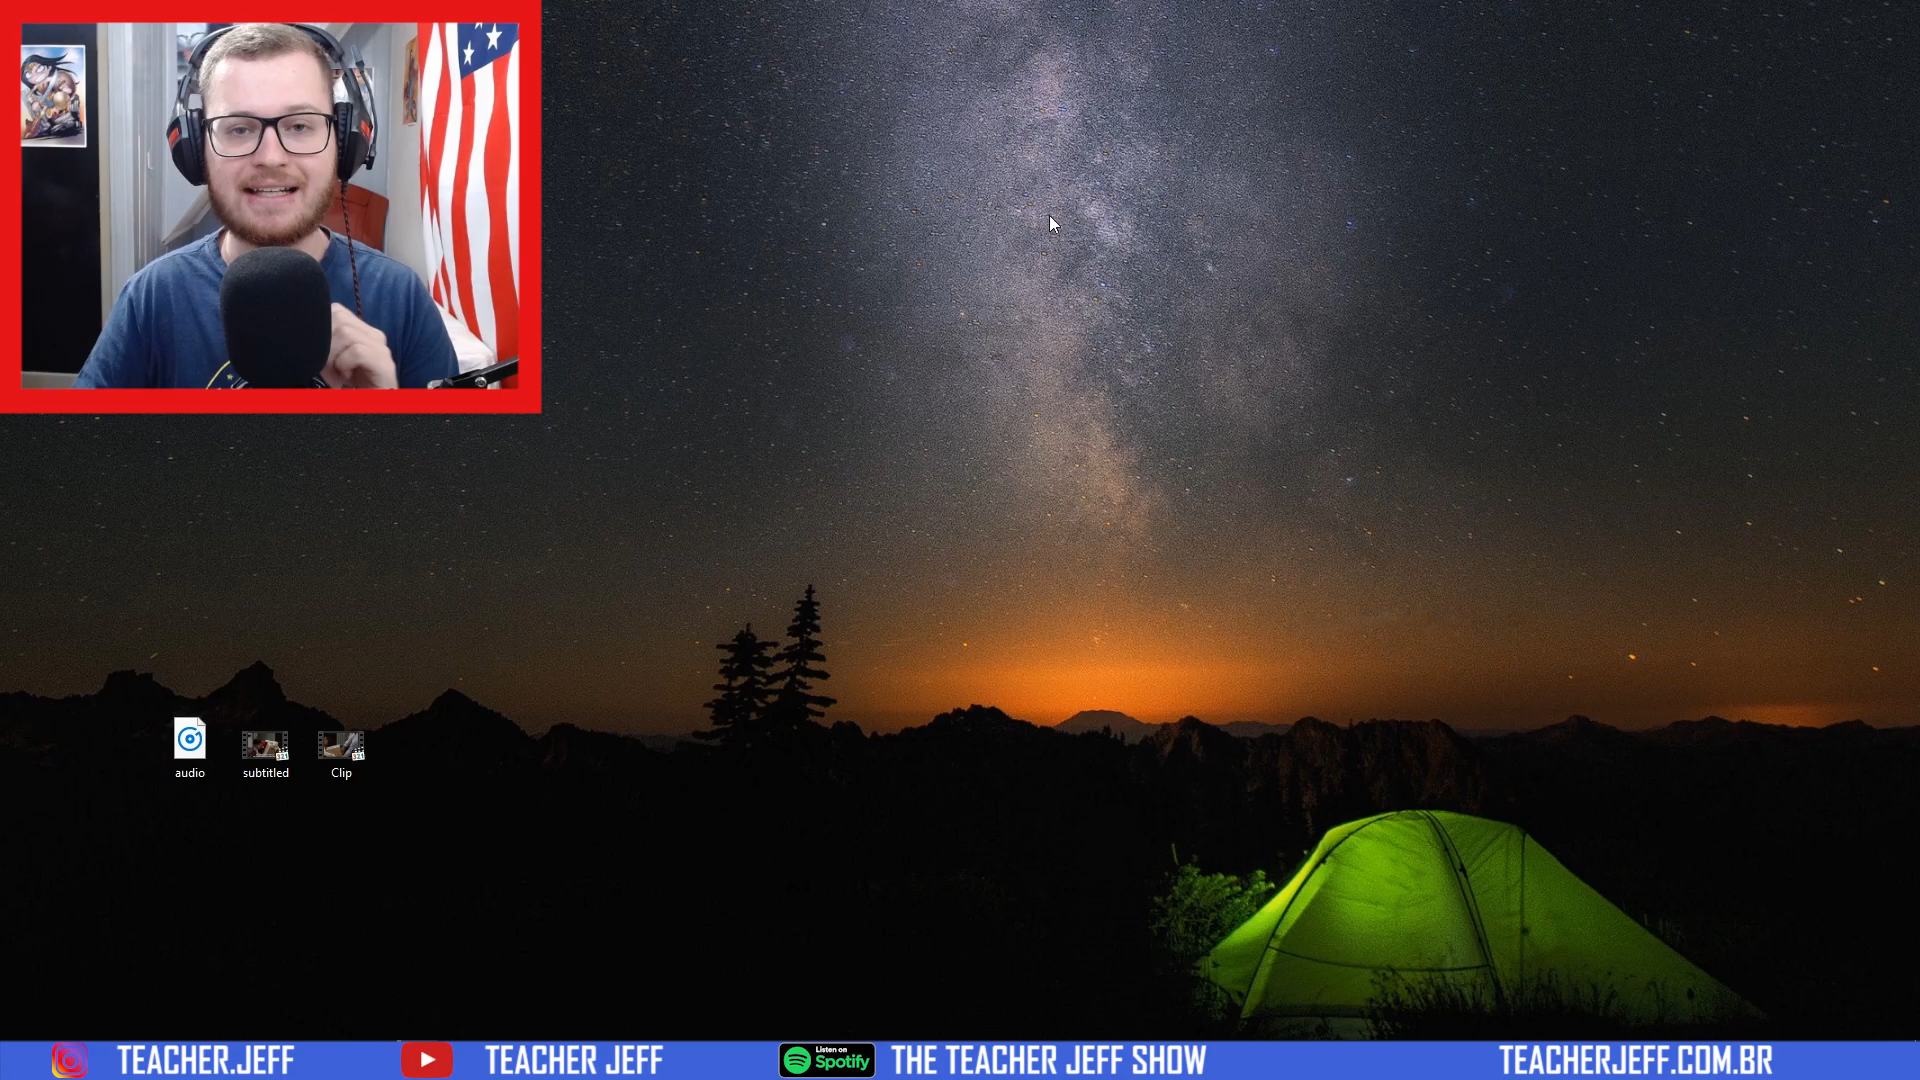 audio
subtitled
Clip
TEACHER.JEFF
TEACHER JEFF
Listen on
Spotify
THE TEACHER JEFF SHOW
TEACHERJEFF.COM.BR